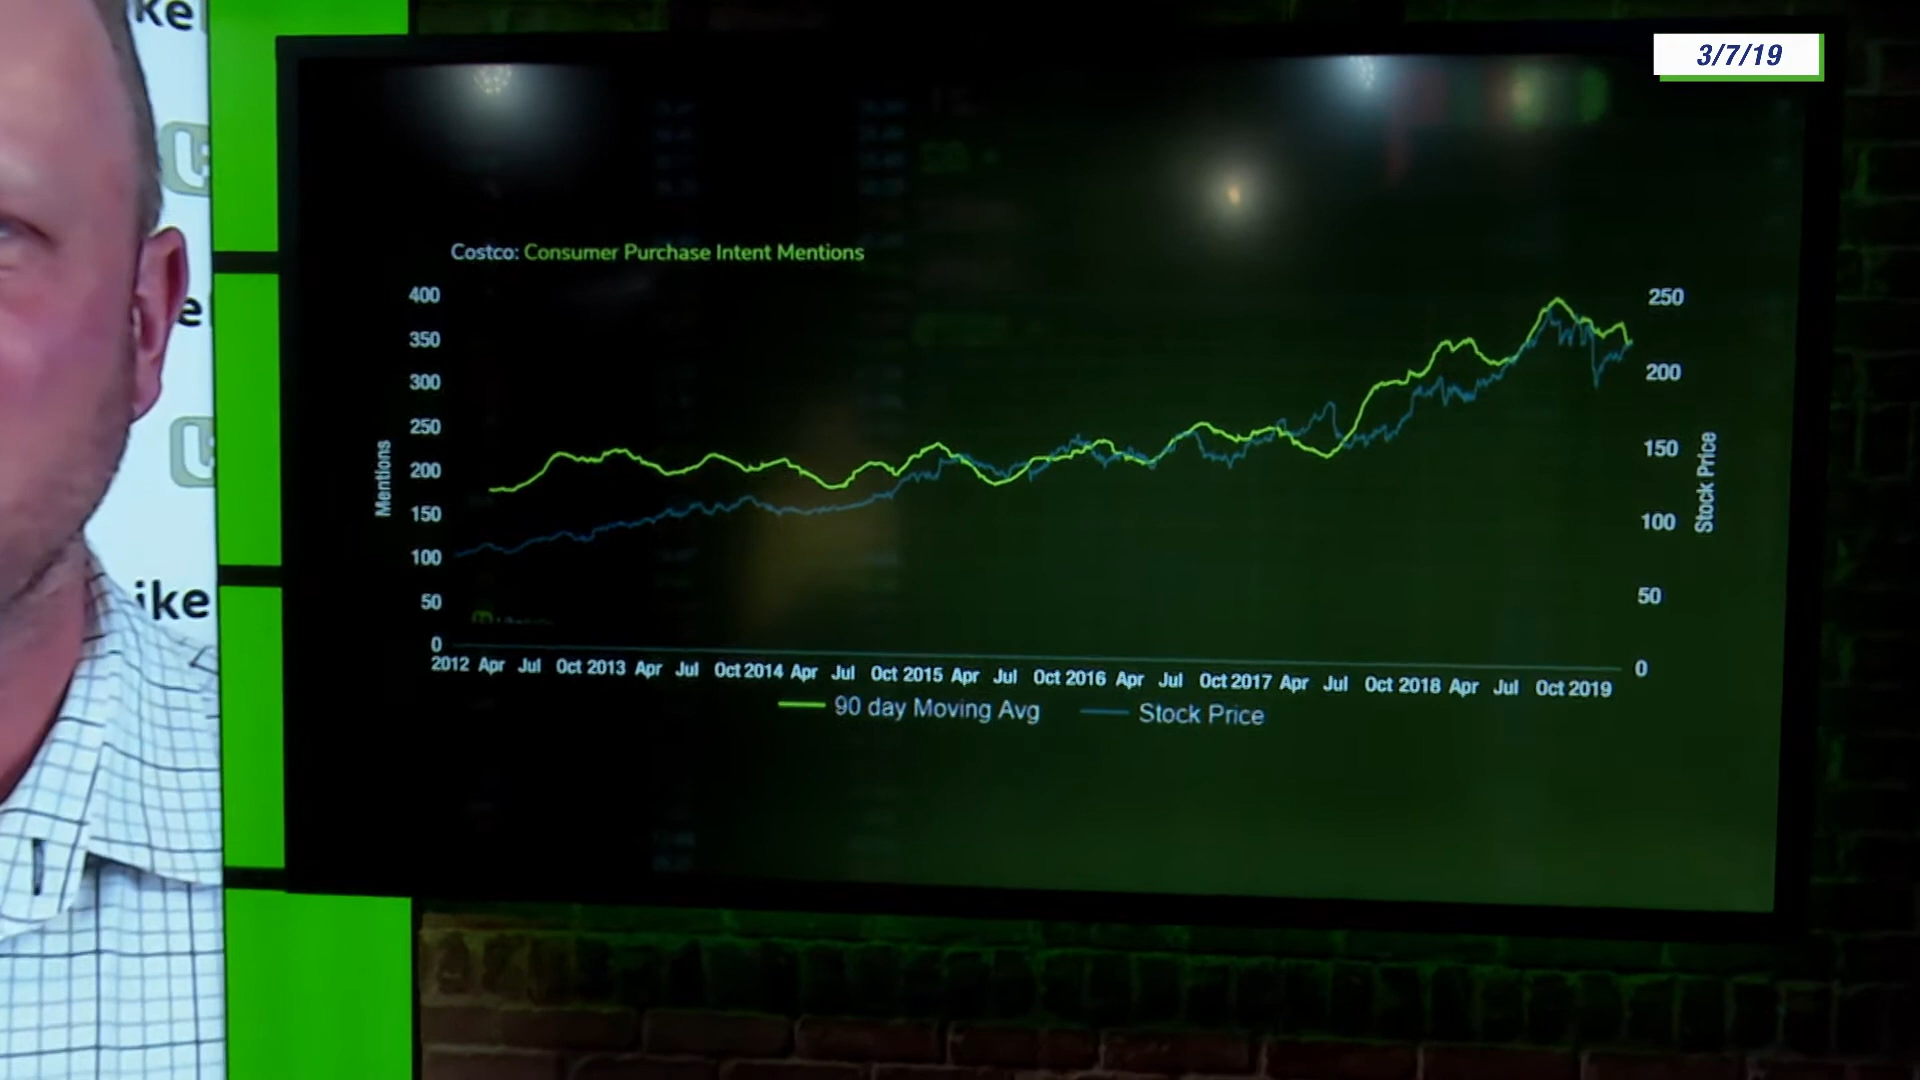 ke
3/7/19
Costco: Consumer Purchase Intent Mentions
400
350
300
250
200
150
100
50
0
Mentions
250
200
150
100
50
0
Stock Price
2012 Apr Jul Oct 2013 Apr Jul Oct 2014 Apr Jul Oct 2015 Apr Jul Oct 2016 Apr Jul Oct 2017 Apr Jul Oct 2018 Apr Jul Oct 2019
90 day Moving Avg Stock Price
e
ike